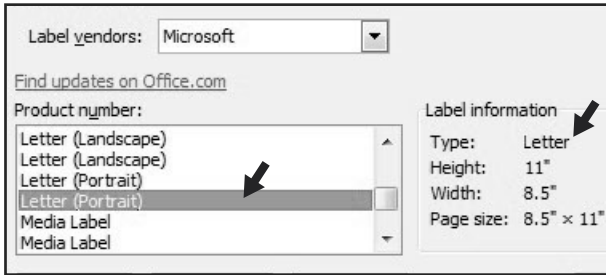 Label vendors: Microsoft
Find updates on Office.com
Product number:
Letter (Landscape)
Letter (Landscape)
Letter (Portrait)
Letter (Portrait)
Media Label
Media Label
Label information
Type: Letter
Height: 11"
Width: 8.5"
Page size: 8.5" × 11"